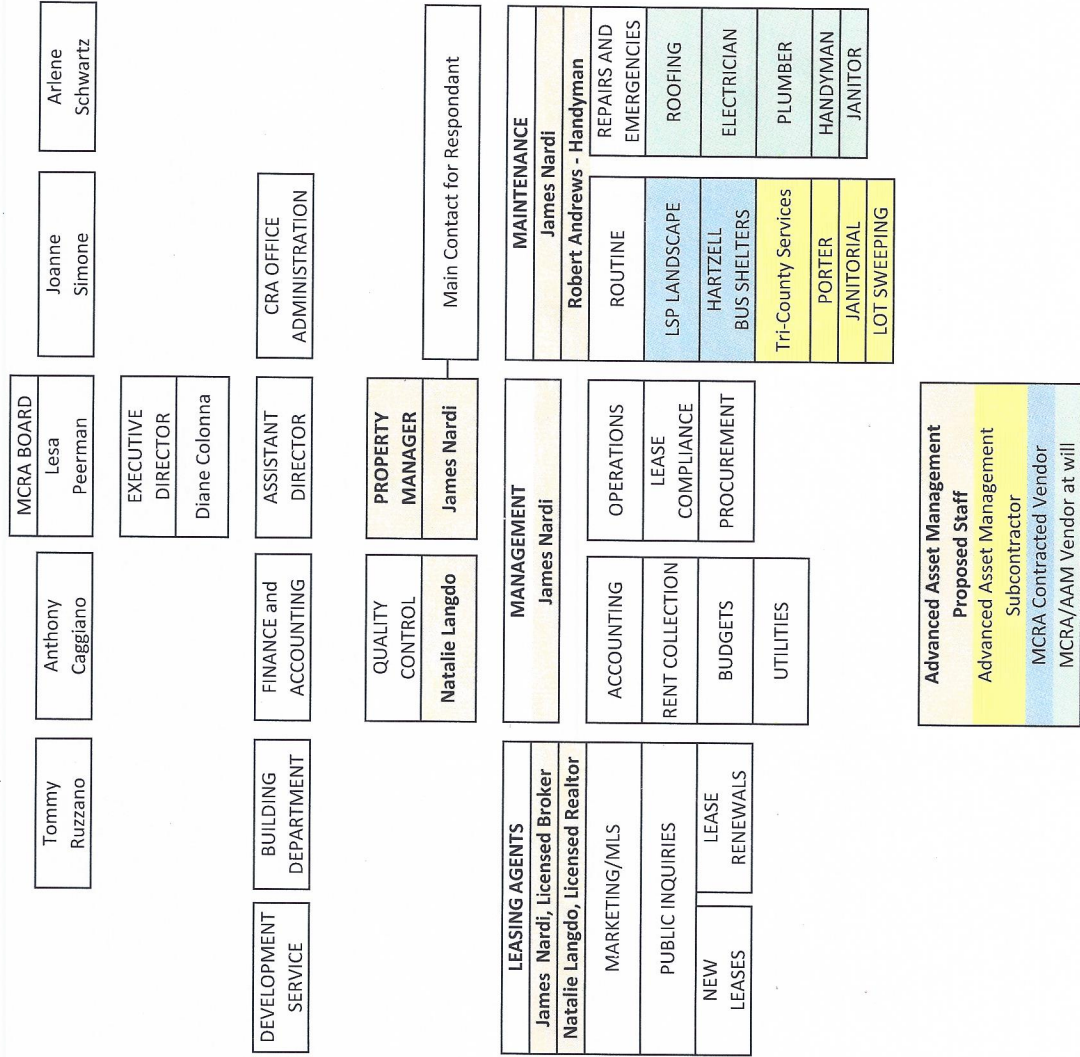 MCRA BOARD
Tommy
Ruzzano
Anthony
Caggiano
Lesa
Peerman
Joanne
Simone
Arlene
Schwartz
EXECUTIVE
DIRECTOR
Diane Colonna
DEVELOPMENT
SERVICE
BUILDING
DEPARTMENT
FINANCE and
ACCOUNTING
ASSISTANT
DIRECTOR
CRA OFFICE
ADMINISTRATION
QUALITY
CONTROL
Natalie Langdo
PROPERTY
MANAGER
James Nardi
Main Contact for Respondant
LEASING AGENTS
James  Nardi, Licensed Broker
Natalie Langdo, Licensed Realtor
MARKETING/MLS
PUBLIC INQUIRIES
NEW
LEASES
LEASE
RENEWALS
MANAGEMENT
James Nardi
ACCOUNTING
RENT COLLECTION
BUDGETS
UTILITIES
OPERATIONS
LEASE
COMPLIANCE
PROCUREMENT
MAINTENANCE
James Nardi
Robert Andrews - Handyman
ROUTINE
LSP LANDSCAPE
HARTZELL
BUS SHELTERS
Tri-County Services
PORTER
JANITORIAL
LOT SWEEPING
REPAIRS AND
EMERGENCIES
ROOFING
ELECTRICIAN
PLUMBER
HANDYMAN
JANITOR
Advanced Asset Management
Proposed Staff
Advanced Asset Management
Subcontractor
MCRA Contracted Vendor
MCRA/AAM Vendor at will